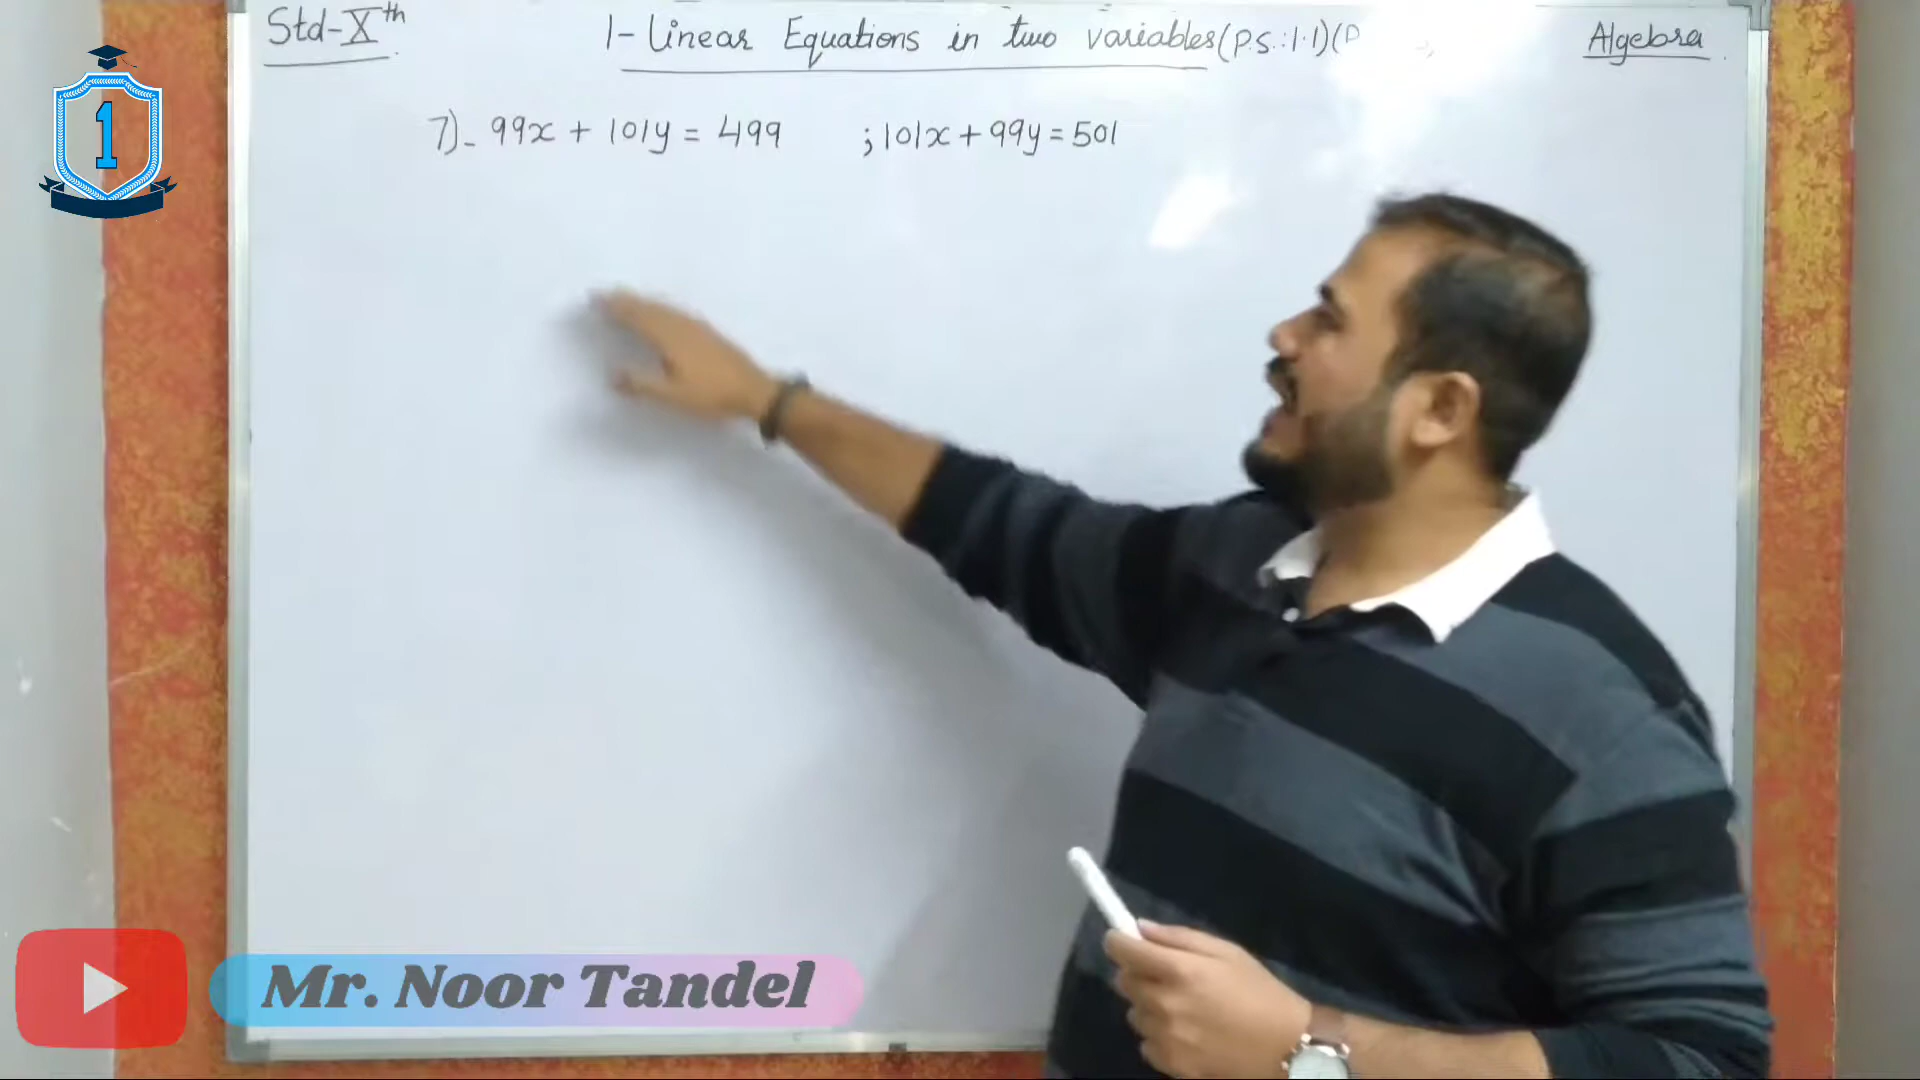 Std-Xth
1- Linear Equations in two variables (P.S.:1.1)(P
Algebra
7)- 99x + 101y = 499 ; 101x + 99y = 501
1
Mr. Noor Tandel